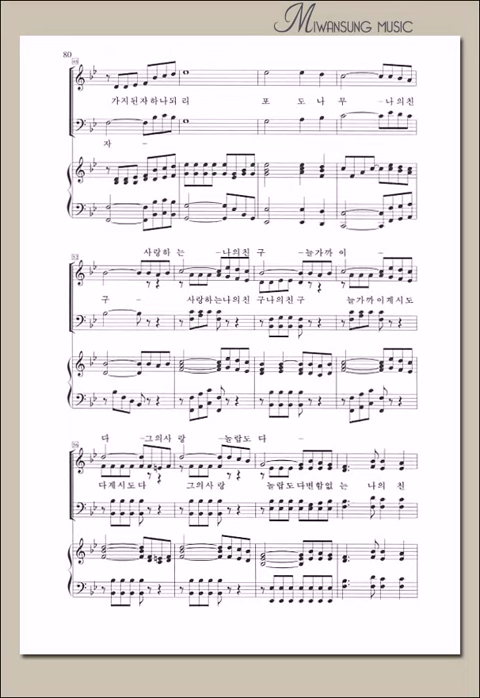 MIWANSUNG MUSIC
80
가지된자하나되리 포도나무 - 나의친
자 -
53
사랑하는 - 나의친구 - 늘가까이 -
구 - 사랑하는나의친구나의친구 늘가까이계시도
다 - 그의사랑 - 놀랍도다 -
다계시도다 그의사랑 놀랍도다변함없는 나의친